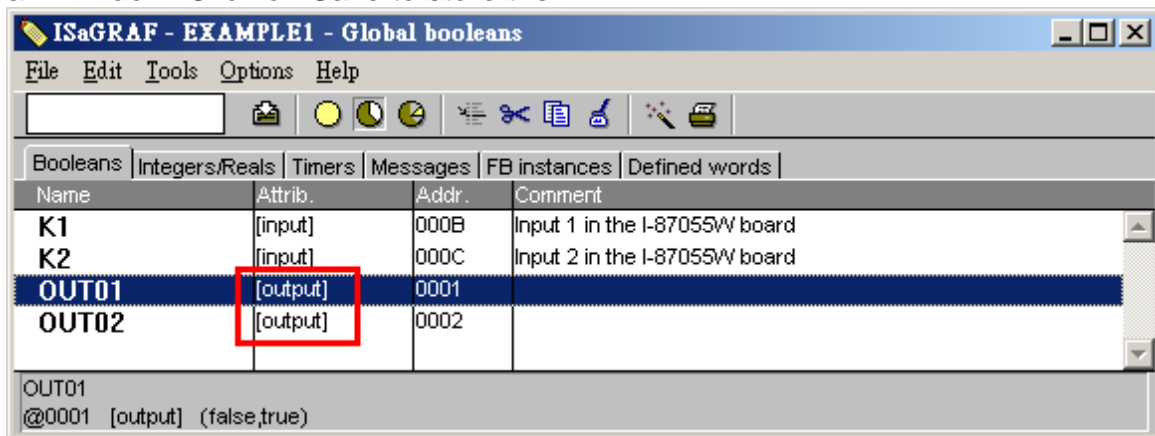 ISaGRAF - EXAMPLE1 - Global booleans
File Edit Tools Options Help
Booleans Integers/Reals Timers Messages FB instances Defined words
Name Attrib. Addr. Comment
K1 [input] 000B Input 1 in the I-87055W board
K2 [input] 000C Input 2 in the I-87055W board
OUT01 [output] 0001
OUT02 [output] 0002
OUT01
@0001 [output] (false,true)